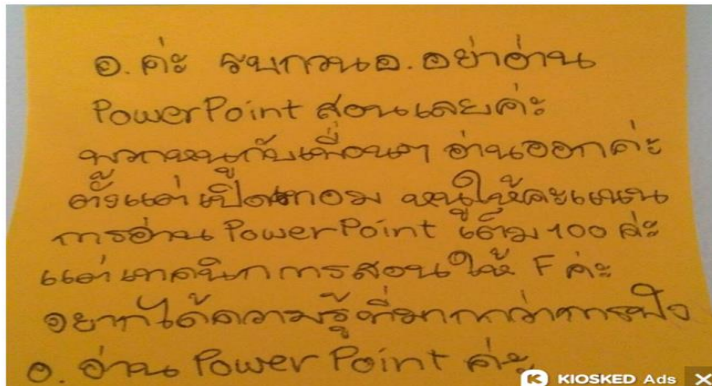 อ. ค่ะ รบกวนอ. อย่าอ่าน
PowerPoint สอนเลยค่ะ
พวกหนูกับเพื่อนๆ อ่านออกค่ะ
ตั้งแต่เปิดเทอม หนูให้คะแนน
การอ่าน PowerPoint เต็ม 100 ค่ะ
แต่เทคนิกการสอนให้ F ค่ะ
อยากได้ความรู้ที่มากกว่าการฟัง
อ. อ่าน Power Point ค่ะ
KIOSKED Ads